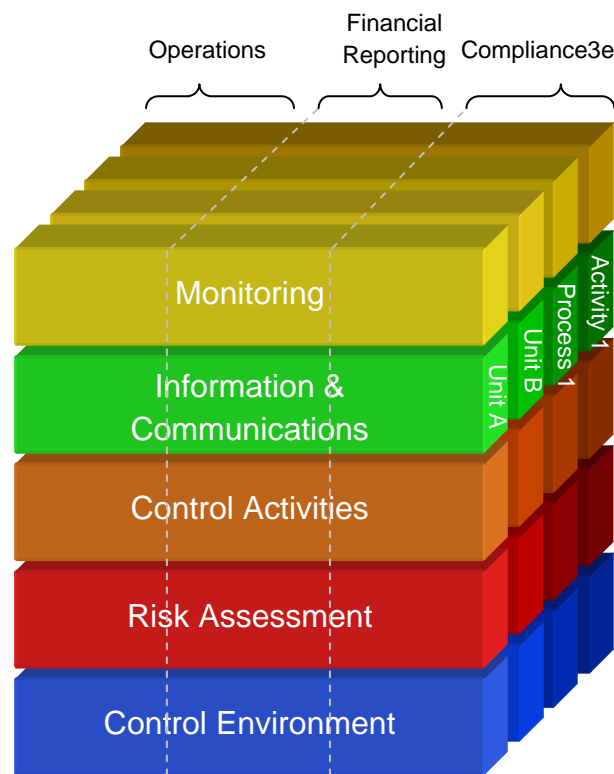 Operations
Financial
Reporting
Compliance3e
Monitoring
Information &
Communications
Unit A
Unit B
Process 1
Activity 1
Control Activities
Risk Assessment
Control Environment